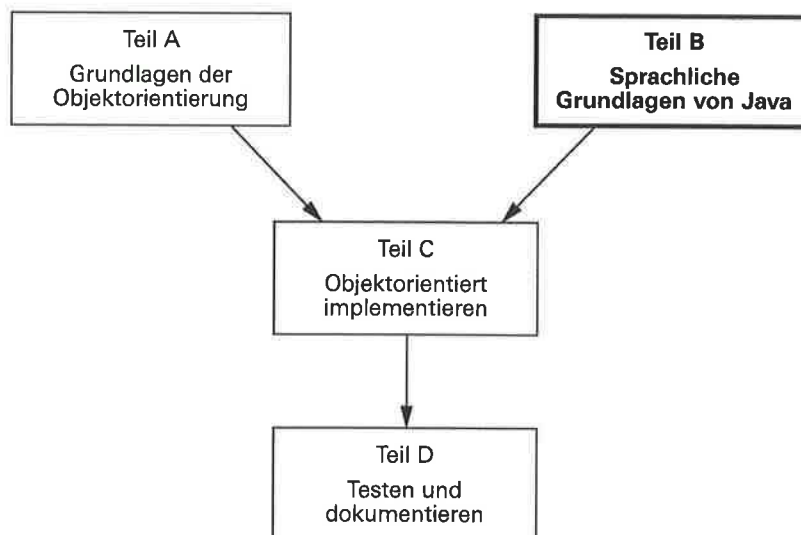 Teil A
Grundlagen der
Objektorientierung
Teil B
Sprachliche
Grundlagen von Java
Teil C
Objektorientiert
implementieren
Teil D
Testen und
dokumentieren